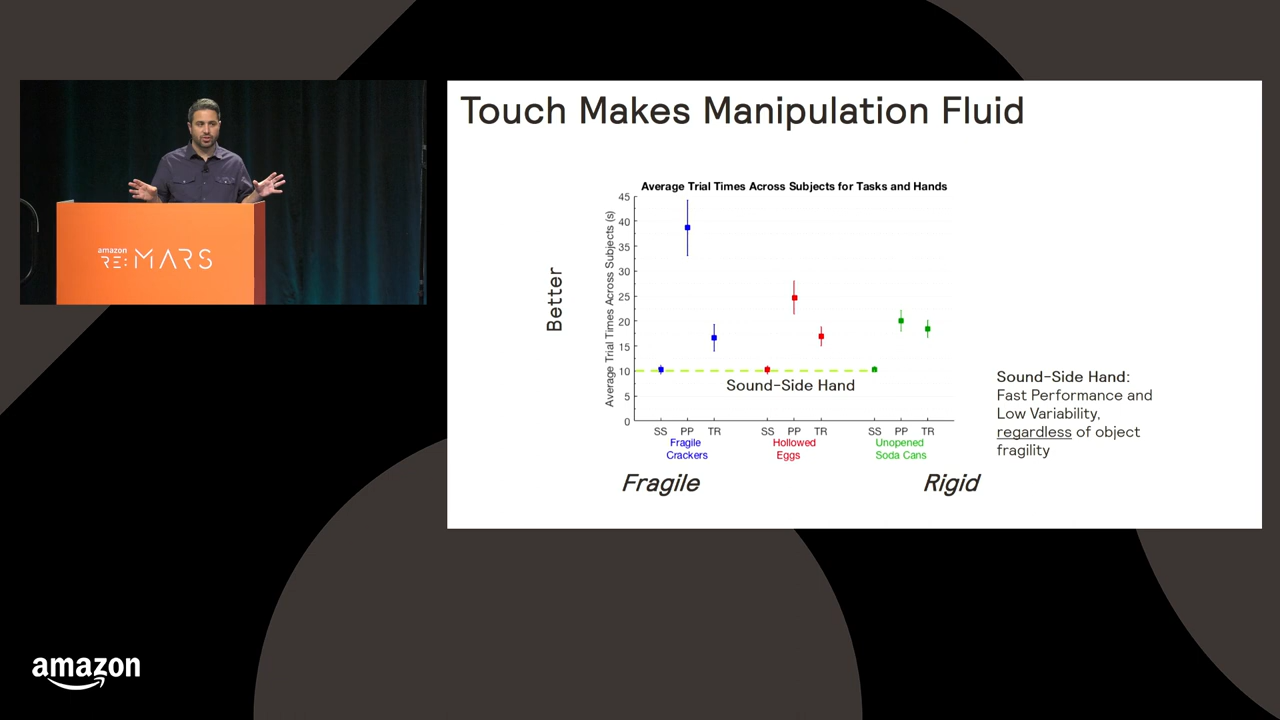 Touch Makes Manipulation Fluid
Average Trial Times Across Subjects for Tasks and Hands
Better
Average Trial Times Across Subjects (s)
45
40
35
30
25
20
15
10
5
0
Sound-Side Hand
SS PP TR SS PP TR SS PP TR
Fragile
Crackers
Hollowed
Eggs
Unopened
Soda Cans
Fragile
Rigid
Sound-Side Hand:
Fast Performance and
Low Variability,
regardless of object
fragility
amazon
RE:MARS
amazon